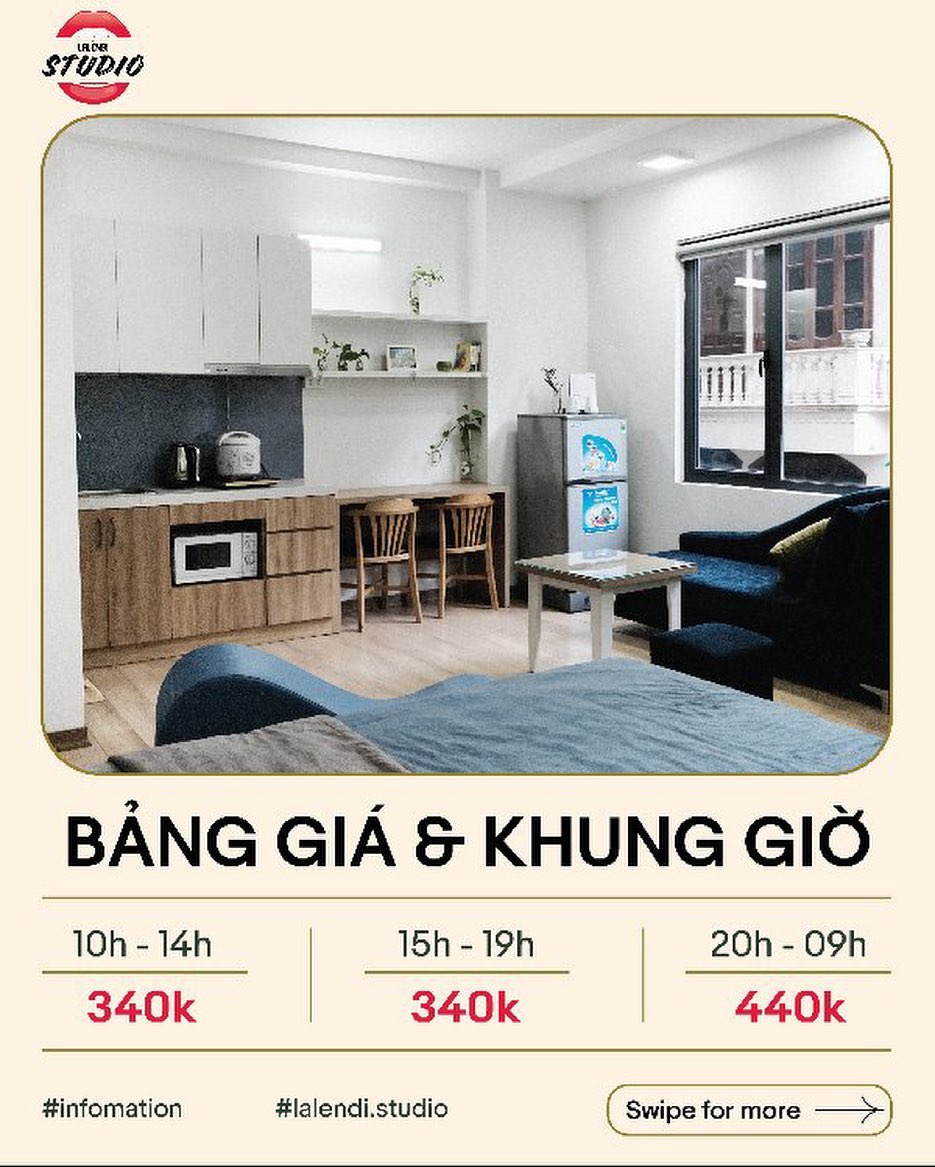 STUDIO
BẢNG GIÁ & KHUNG GIỜ
10h - 14h
15h - 19h
20h - 09h
340k
340k
440k
#infomation
#lalendi.studio
Swipe for more